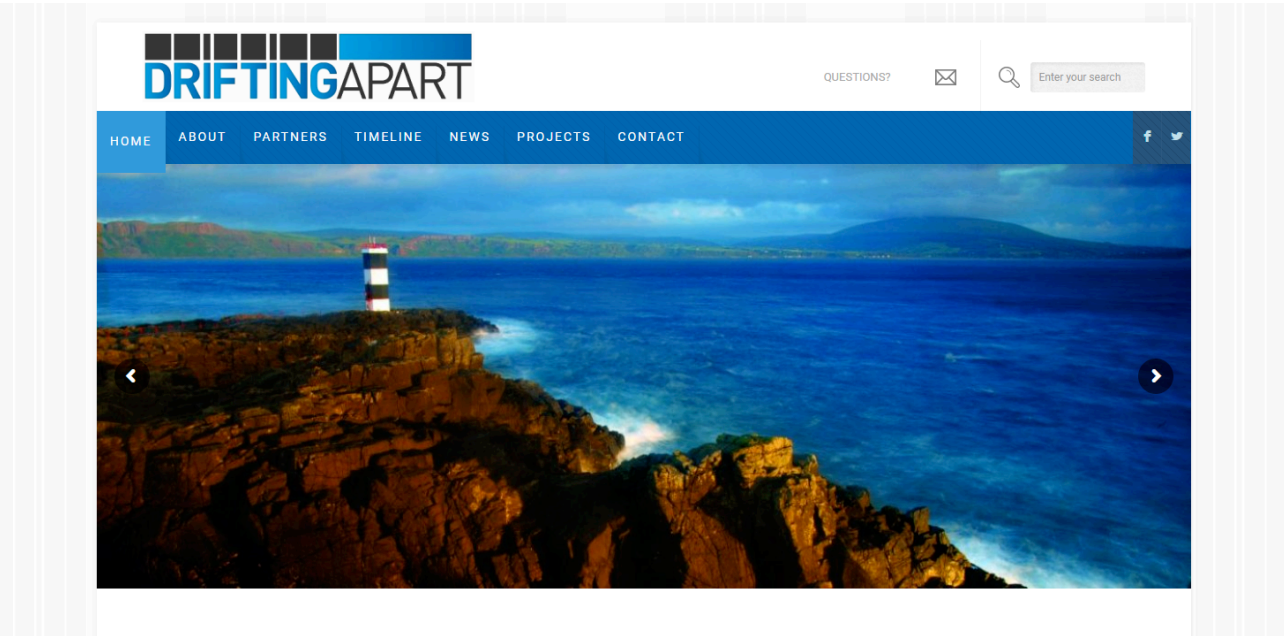 DRIFTINGAPART
QUESTIONS?
Enter your search
HOME
ABOUT
PARTNERS
TIMELINE
NEWS
PROJECTS
CONTACT